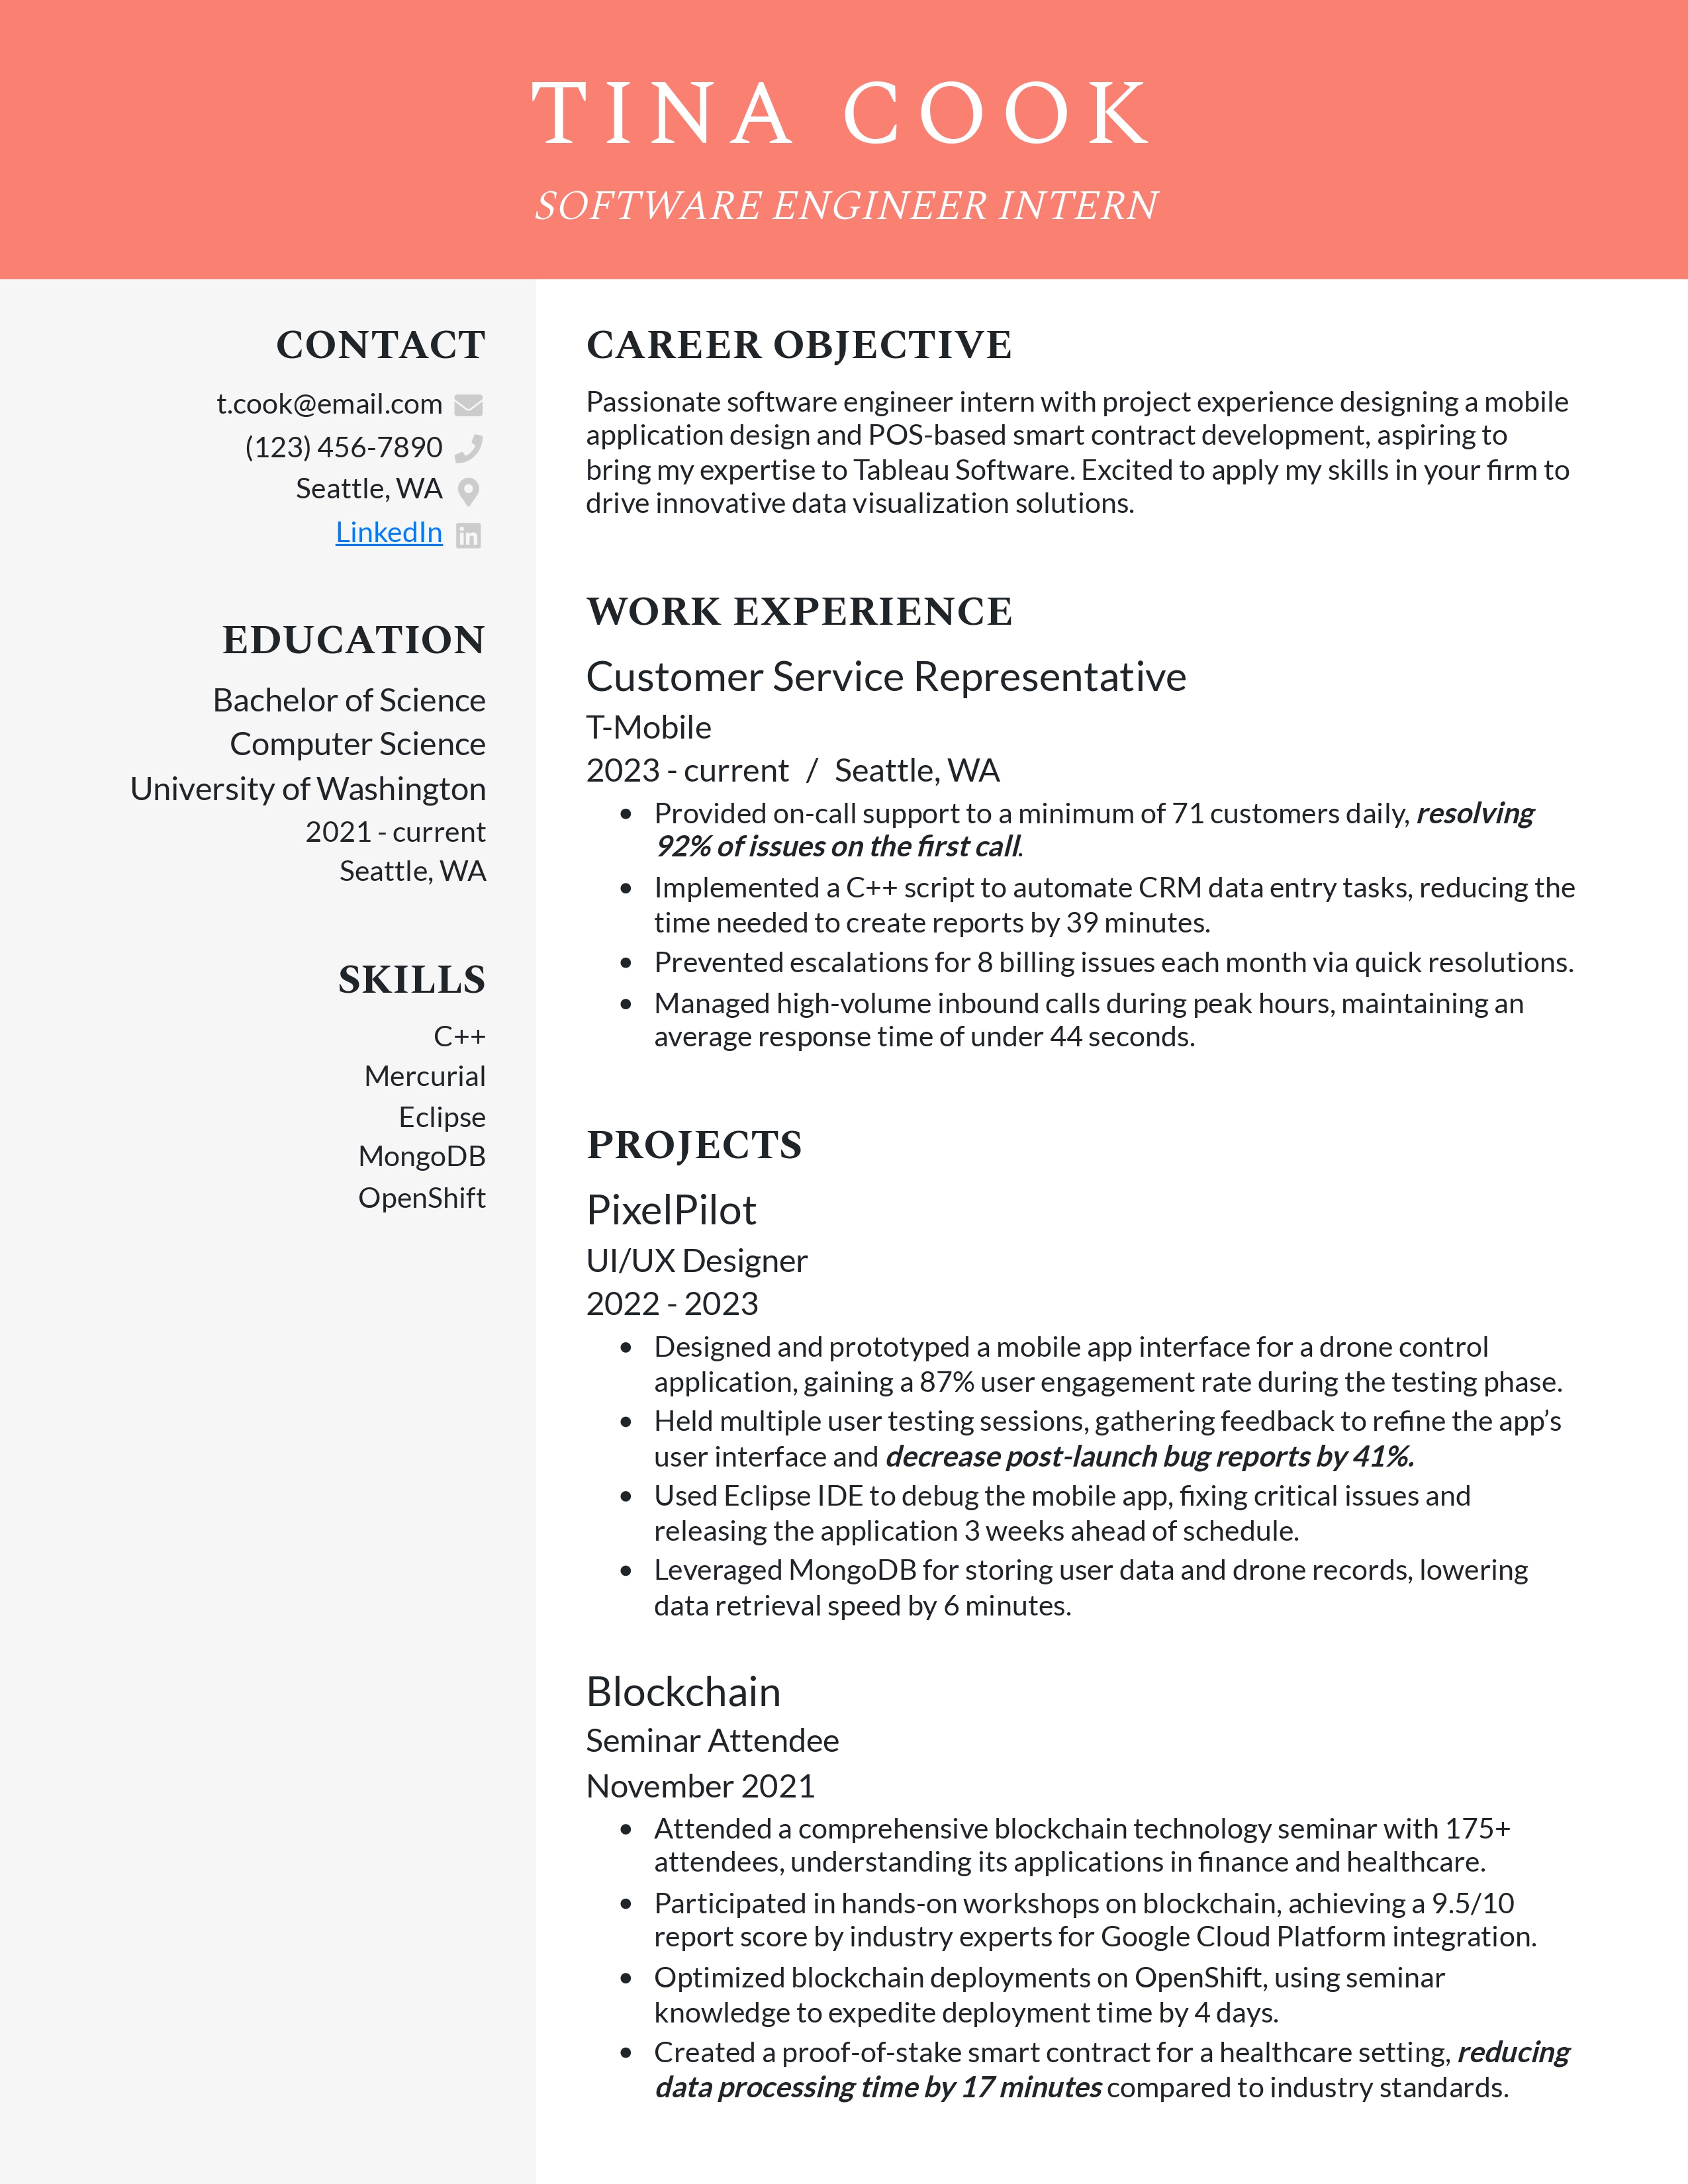 TINA COOK
SOFTWARE ENGINEER INTERN
CONTACT
t.cook@email.com
(123) 456-7890
Seattle, WA
LinkedIn
EDUCATION
Bachelor of Science
Computer Science
University of Washington
2021 - current
Seattle, WA
SKILLS
C++
Mercurial
Eclipse
MongoDB
OpenShift
CAREER OBJECTIVE
Passionate software engineer intern with project experience designing a mobile
application design and POS-based smart contract development, aspiring to
bring my expertise to Tableau Software. Excited to apply my skills in your firm to
drive innovative data visualization solutions.
WORK EXPERIENCE
Customer Service Representative
T-Mobile
2023 - current / Seattle, WA
• Provided on-call support to a minimum of 71 customers daily, resolving
92% of issues on the first call.
• Implemented a C++ script to automate CRM data entry tasks, reducing the
time needed to create reports by 39 minutes.
• Prevented escalations for 8 billing issues each month via quick resolutions.
• Managed high-volume inbound calls during peak hours, maintaining an
average response time of under 44 seconds.
PROJECTS
PixelPilot
UI/UX Designer
2022 - 2023
• Designed and prototyped a mobile app interface for a drone control
application, gaining a 87% user engagement rate during the testing phase.
• Held multiple user testing sessions, gathering feedback to refine the app’s
user interface and decrease post-launch bug reports by 41%.
• Used Eclipse IDE to debug the mobile app, fixing critical issues and
releasing the application 3 weeks ahead of schedule.
• Leveraged MongoDB for storing user data and drone records, lowering
data retrieval speed by 6 minutes.
Blockchain
Seminar Attendee
November 2021
• Attended a comprehensive blockchain technology seminar with 175+
attendees, understanding its applications in finance and healthcare.
• Participated in hands-on workshops on blockchain, achieving a 9.5/10
report score by industry experts for Google Cloud Platform integration.
• Optimized blockchain deployments on OpenShift, using seminar
knowledge to expedite deployment time by 4 days.
• Created a proof-of-stake smart contract for a healthcare setting, reducing
data processing time by 17 minutes compared to industry standards.